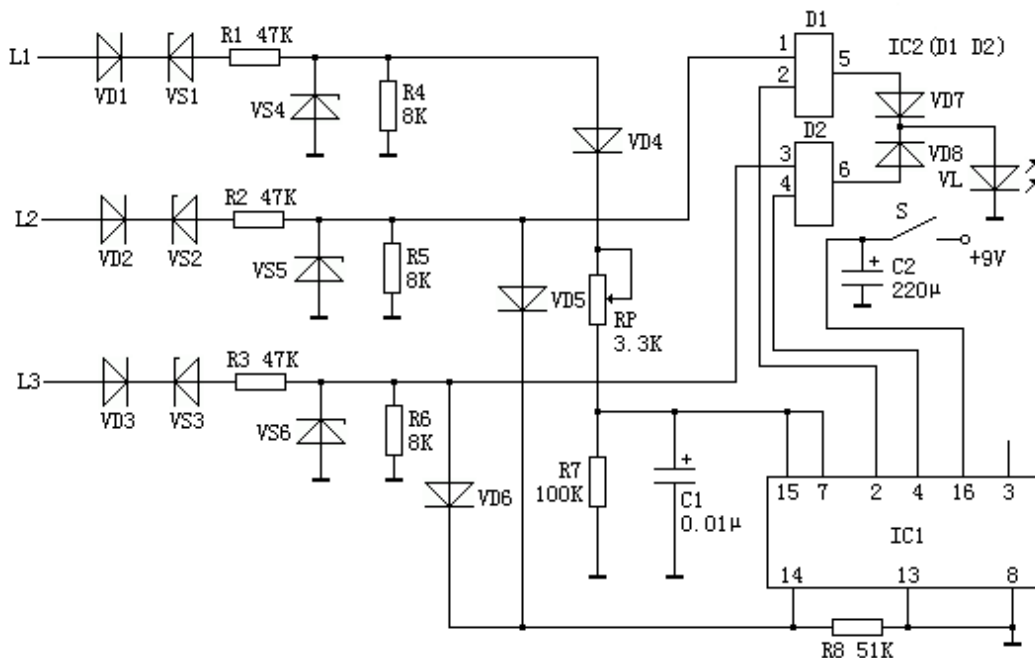 D1
R1 47K
L1
1
2
5
IC2(D1 D2)
VD1
VS1
VS4
R4
8K
VD4
VD7
D2
3
4
6
VD8
VL
R2 47K
L2
VD2
VS2
VS5
R5
8K
VD5
S
+9V
+
C2
220μ
RP
3.3K
R3 47K
L3
VD3
VS3
VS6
R6
8K
VD6
R7
100K
+
C1
0.01μ
15
7
2
4
16
3
IC1
14
13
8
R8 51K